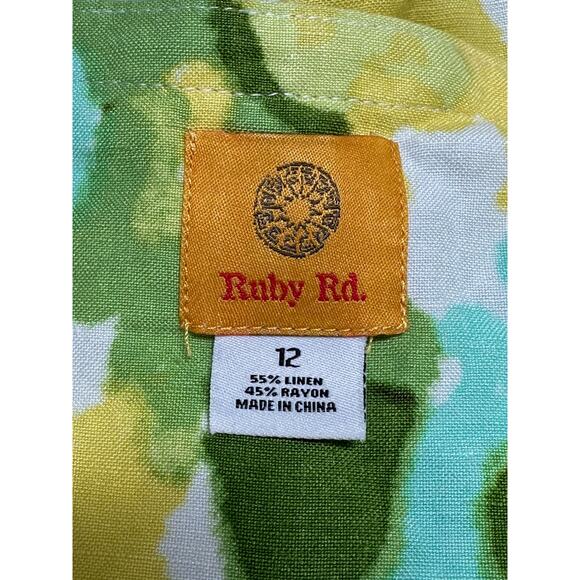 Ruby Rd.
12
55% LINEN
45% RAYON
MADE IN CHINA